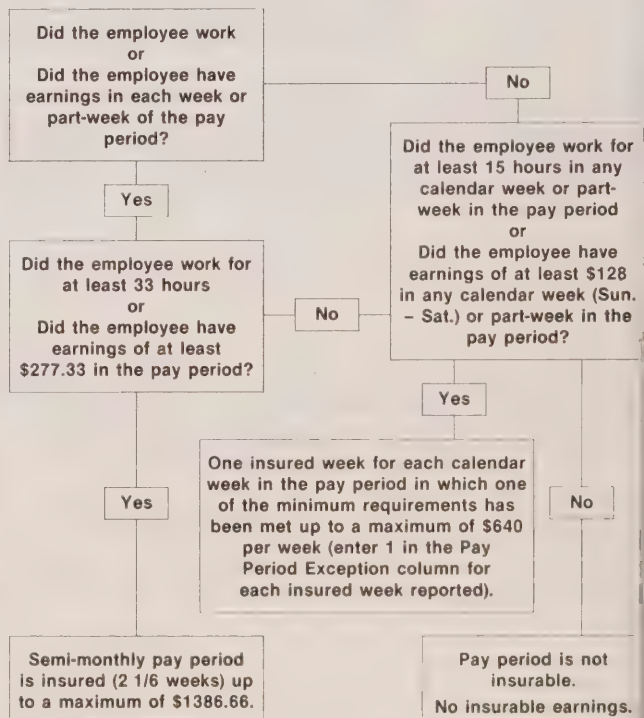 Did the employee work
or
Did the employee have
earnings in each week or
part-week of the pay
period?
No
Did the employee work for
at least 15 hours in any
calendar week or part-
week in the pay period
or
Did the employee have
earnings of at least $128
in any calendar week (Sun.
– Sat.) or part-week in the
pay period?
Yes
Did the employee work for
at least 33 hours
or
Did the employee have
earnings of at least
$277.33 in the pay period?
No
Yes
One insured week for each calendar
week in the pay period in which one
of the minimum requirements has
been met up to a maximum of $640
per week (enter 1 in the Pay
Period Exception column for
each insured week reported).
Yes
No
Semi-monthly pay period
is insured (2 1/6 weeks) up
to a maximum of $1386.66.
Pay period is not
insurable.
No insurable earnings.